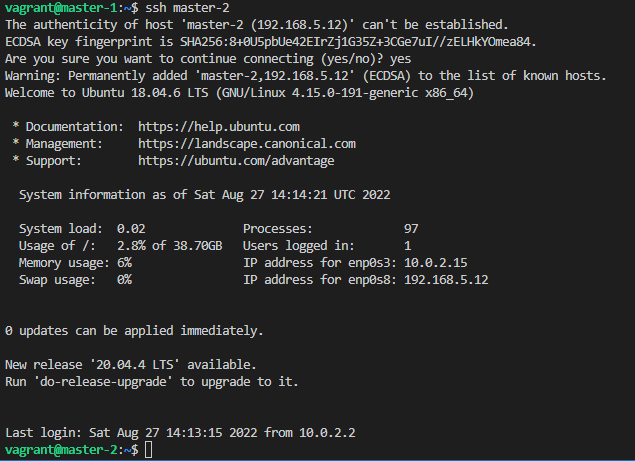 vagrant@master-1:~$ ssh master-2
The authenticity of host 'master-2 (192.168.5.12)' can't be established.
ECDSA key fingerprint is SHA256:8+0U5pbUe42EIrZj1G35Z+3CGe7uI//zELHkYOmea84.
Are you sure you want to continue connecting (yes/no)? yes
Warning: Permanently added 'master-2,192.168.5.12' (ECDSA) to the list of known hosts.
Welcome to Ubuntu 18.04.6 LTS (GNU/Linux 4.15.0-191-generic x86_64)
* Documentation:  https://help.ubuntu.com
* Management:     https://landscape.canonical.com
* Support:        https://ubuntu.com/advantage
System information as of Sat Aug 27 14:14:21 UTC 2022
System load:  0.02              Processes:             97
Usage of /:   2.8% of 38.70GB   Users logged in:       1
Memory usage: 6%                IP address for enp0s3: 10.0.2.15
Swap usage:   0%                IP address for enp0s8: 192.168.5.12
0 updates can be applied immediately.
New release '20.04.4 LTS' available.
Run 'do-release-upgrade' to upgrade to it.
Last login: Sat Aug 27 14:13:15 2022 from 10.0.2.2
vagrant@master-2:~$